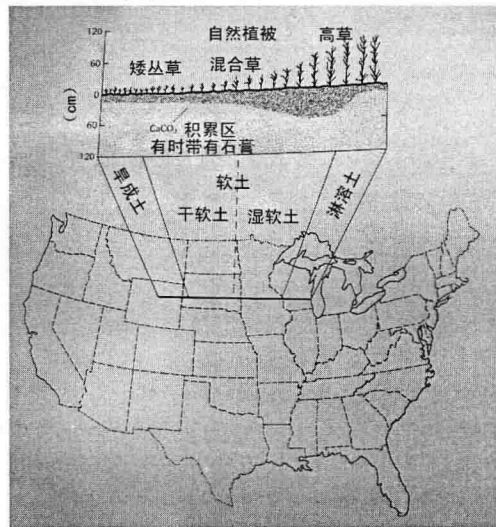 120
自然植被
高草
60
矮丛草
混合草
0
(cm)
60
CaCO₃ 积累区
有时带有石膏
120
旱成土
软土
淋溶土
干软土
湿软土